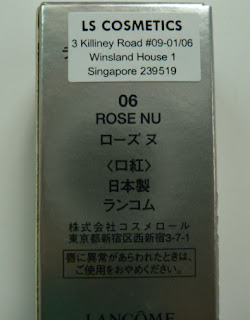 LS COSMETICS
3 Killiney Road #09-01/06
Winsland House 1
Singapore 239519
06
ROSE NU
ローズ ヌ
〈口紅〉
日本製
ランコム
株式会社コスメロール
東京都新宿区西新宿3-7-1
唇に異常があらわれたときは、
ご使用をおやめください。
LANCÔME